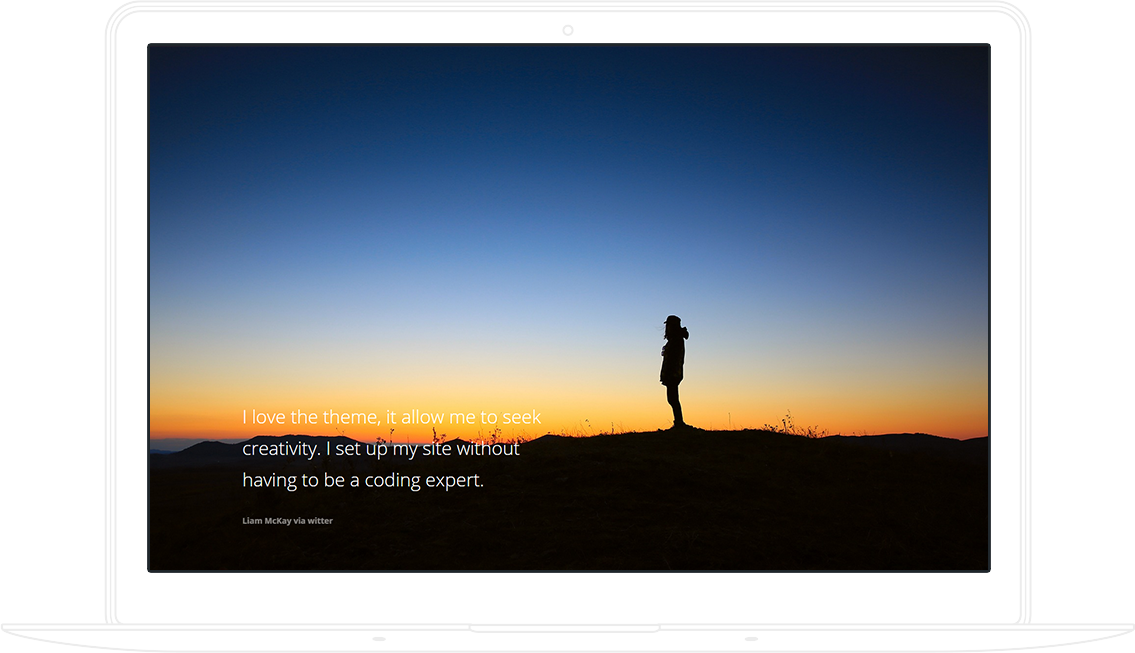 I love the theme, it allow me to seek
creativity. I set up my site without
having to be a coding expert.
Liam McKay via witter